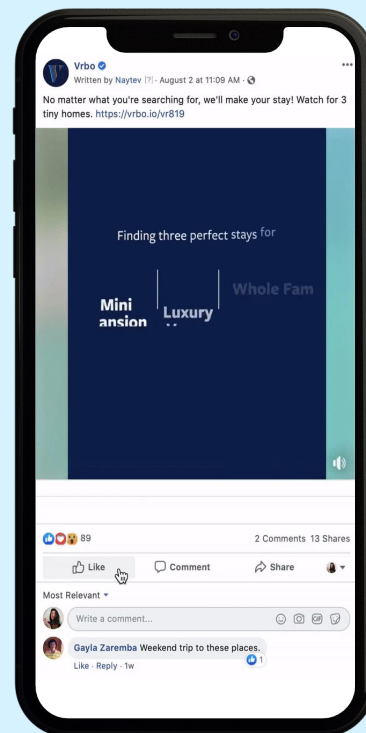 Vrbo
Written by Naytev [?] · August 2 at 11:09 AM ·
No matter what you're searching for, we'll make your stay! Watch for 3
tiny homes. https://vrbo.io/vr819
Finding three perfect stays for
Mini
ansion
Luxury
Whole Fam
89
2 Comments 13 Shares
Like
Comment
Share
Most Relevant
Write a comment...
GIF
Gayla Zaremba Weekend trip to these places.
1
Like · Reply · 1w